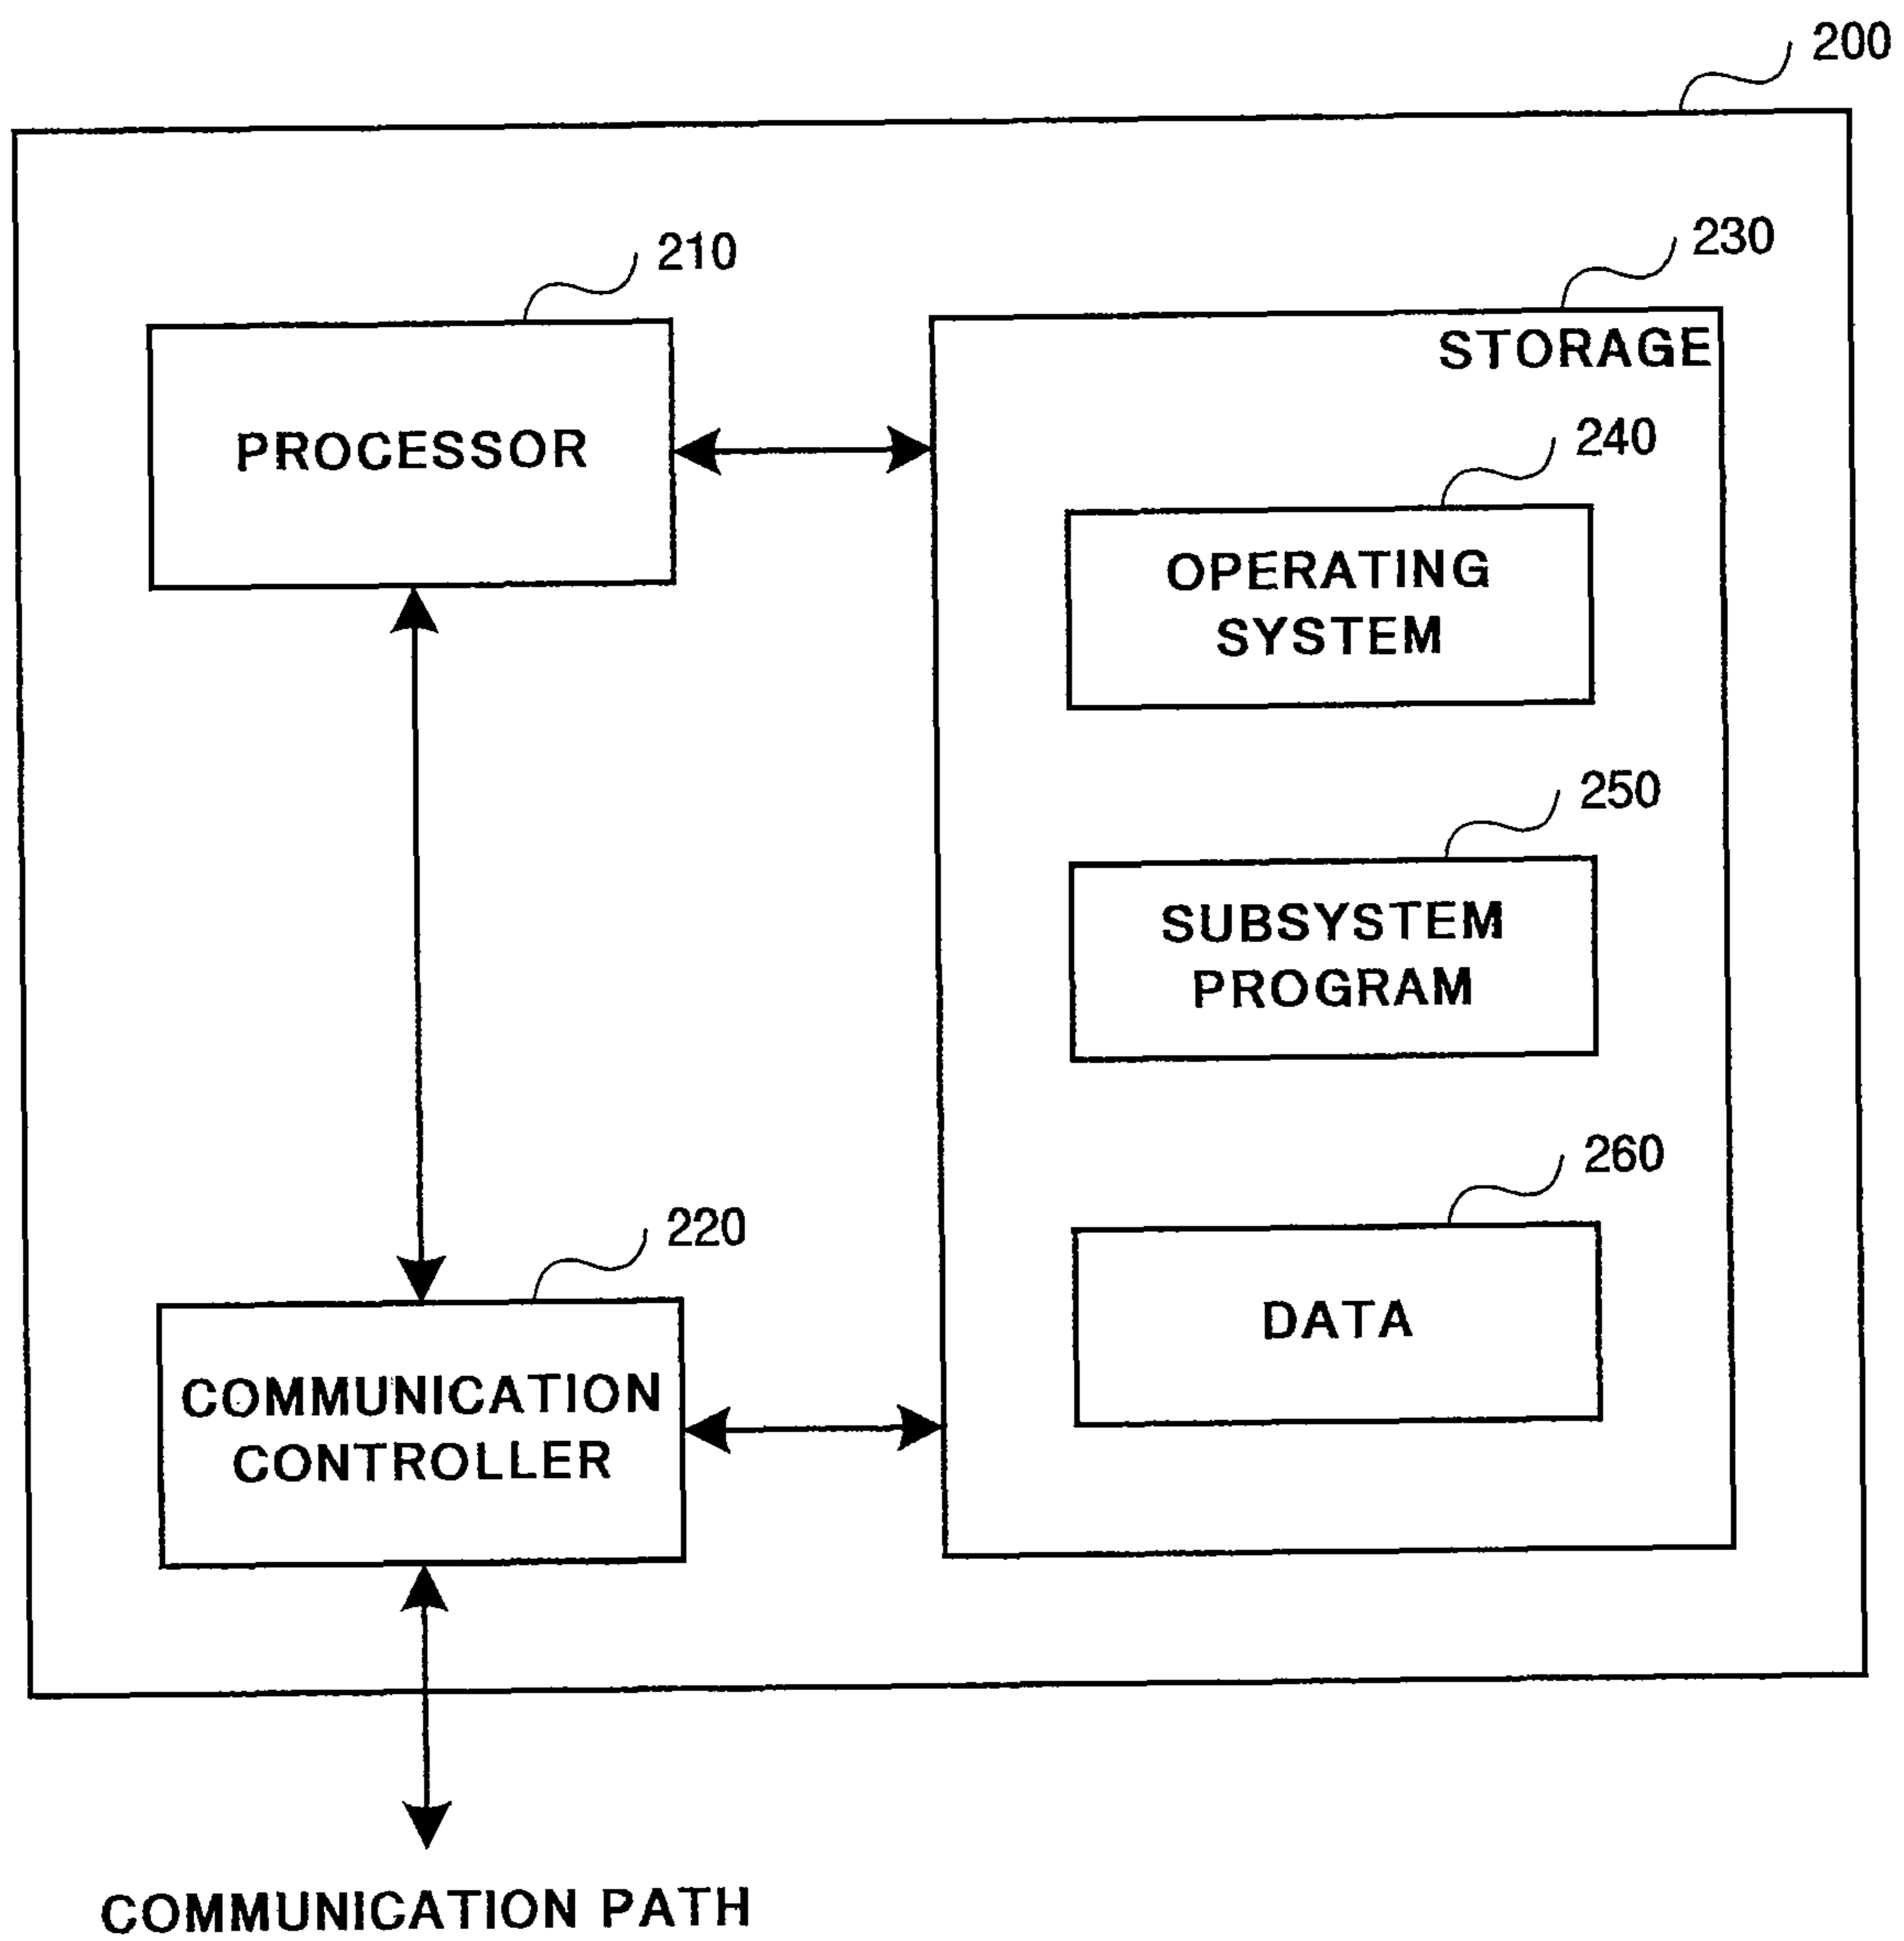 200
210
230
STORAGE
PROCESSOR
240
OPERATING
SYSTEM
250
SUBSYSTEM
PROGRAM
260
DATA
220
COMMUNICATION
CONTROLLER
COMMUNICATION PATH